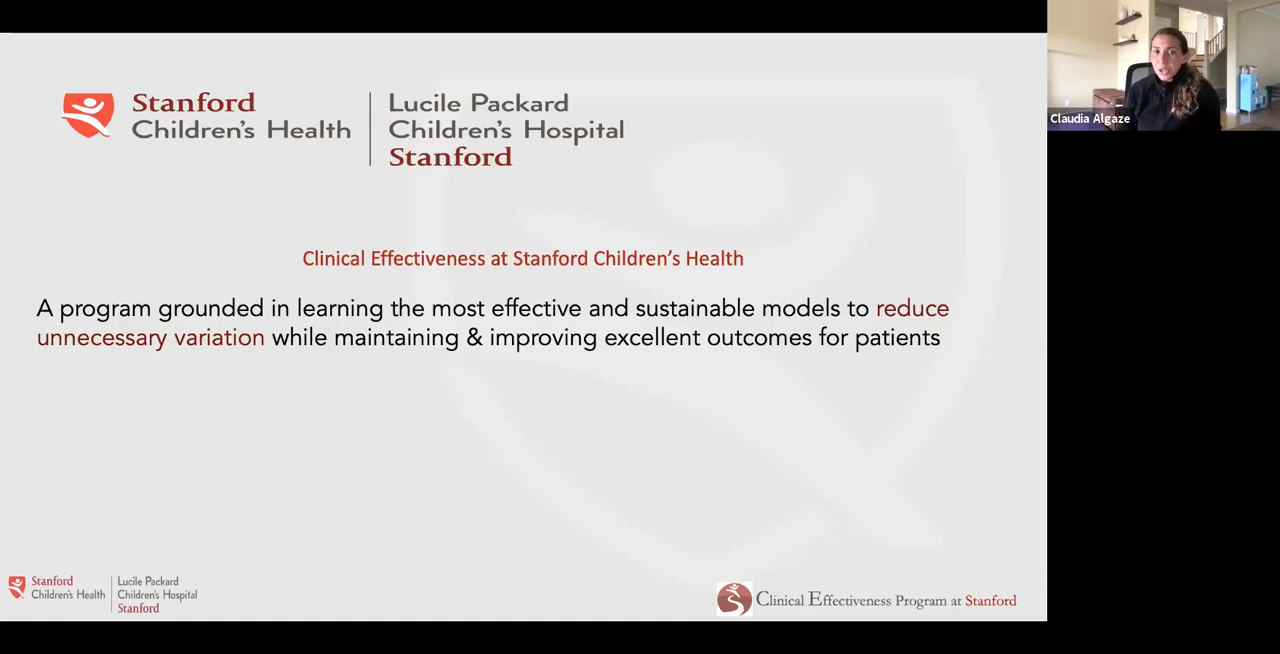 Stanford
Children's Health
Lucile Packard
Children's Hospital
Stanford
Claudia Algaze
Clinical Effectiveness at Stanford Children's Health
A program grounded in learning the most effective and sustainable models to reduce
unnecessary variation while maintaining & improving excellent outcomes for patients
Stanford
Children's Health
Lucile Packard
Children's Hospital
Stanford
Clinical Effectiveness Program at Stanford